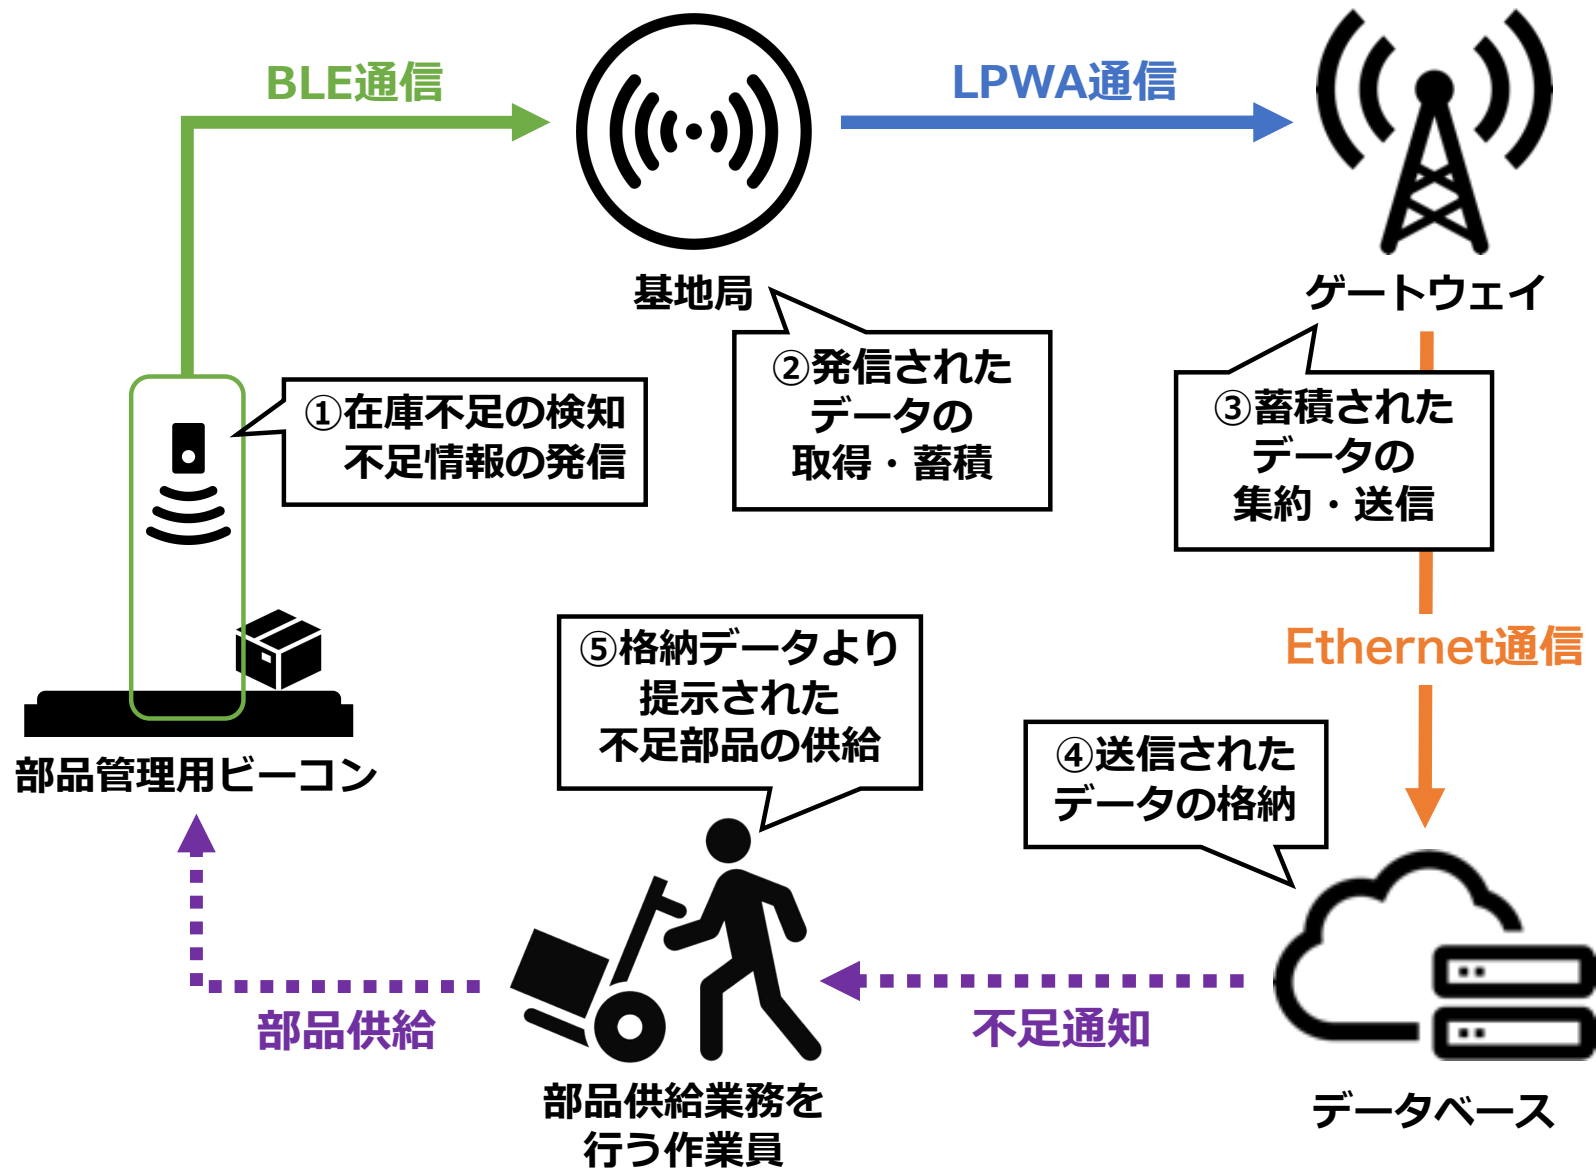 BLE通信
LPWA通信
基地局
ゲートウェイ
①在庫不足の検知
不足情報の発信
②発信された
データの
取得・蓄積
③蓄積された
データの
集約・送信
Ethernet通信
部品管理用ビーコン
⑤格納データより
提示された
不足部品の供給
④送信された
データの格納
部品供給
不足通知
部品供給業務を
行う作業員
データベース